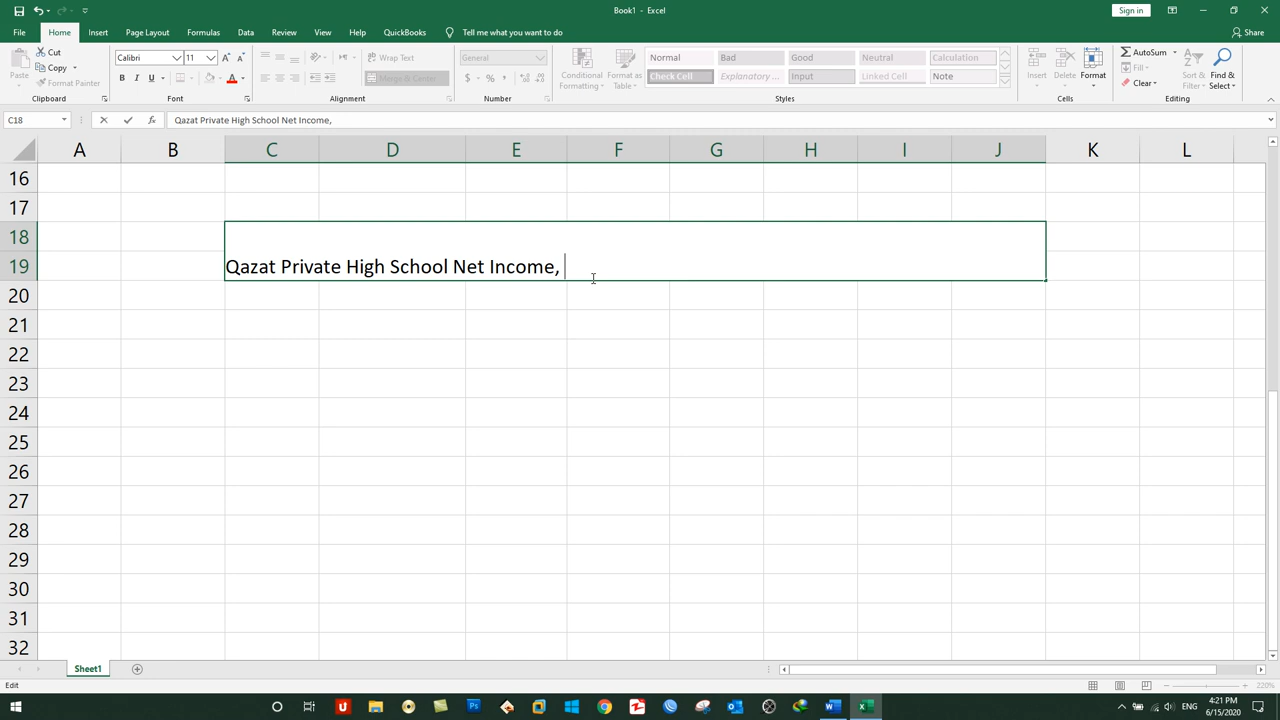 Book1 - Excel
Sign in
File Home Insert Page Layout Formulas Data Review View Help QuickBooks Tell me what you want to do Share
Paste
Cut
Copy
Format Painter
Clipboard
Calibri 11
B I U
Font
Wrap Text
Merge & Center
Alignment
General
$ % ,
Number
Conditional Formatting
Format as Table
Normal Bad Good Neutral Calculation
Check Cell Explanatory ... Input Linked Cell Note
Styles
Insert Delete Format
Cells
AutoSum
Fill
Clear
Sort & Filter
Find & Select
Editing
C18 fx Qazat Private High School Net Income,
A B C D E F G H I J K L
16
17
18
19 Qazat Private High School Net Income,
20
21
22
23
24
25
26
27
28
29
30
31
32
Sheet1
Edit
220%
ENG
4:21 PM
6/15/2020